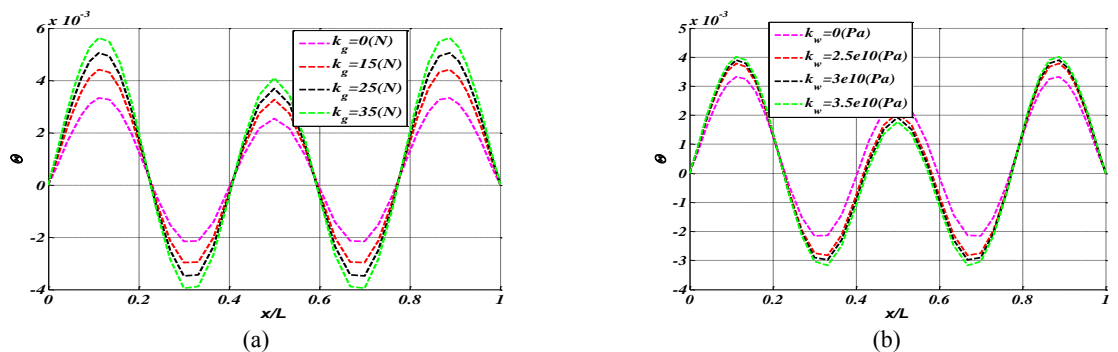 x 10⁻³
6
4
2
0
-2
-4
0 0.2 0.4 0.6 0.8 1
x/L
Θ
k_g=0(N)
k_g=15(N)
k_g=25(N)
k_g=35(N)
(a)
x 10⁻³
5
4
3
2
1
0
-1
-2
-3
-4
0 0.2 0.4 0.6 0.8 1
x/L
Θ
k_w=0(Pa)
k_w=2.5e10(Pa)
k_w=3e10(Pa)
k_w=3.5e10(Pa)
(b)